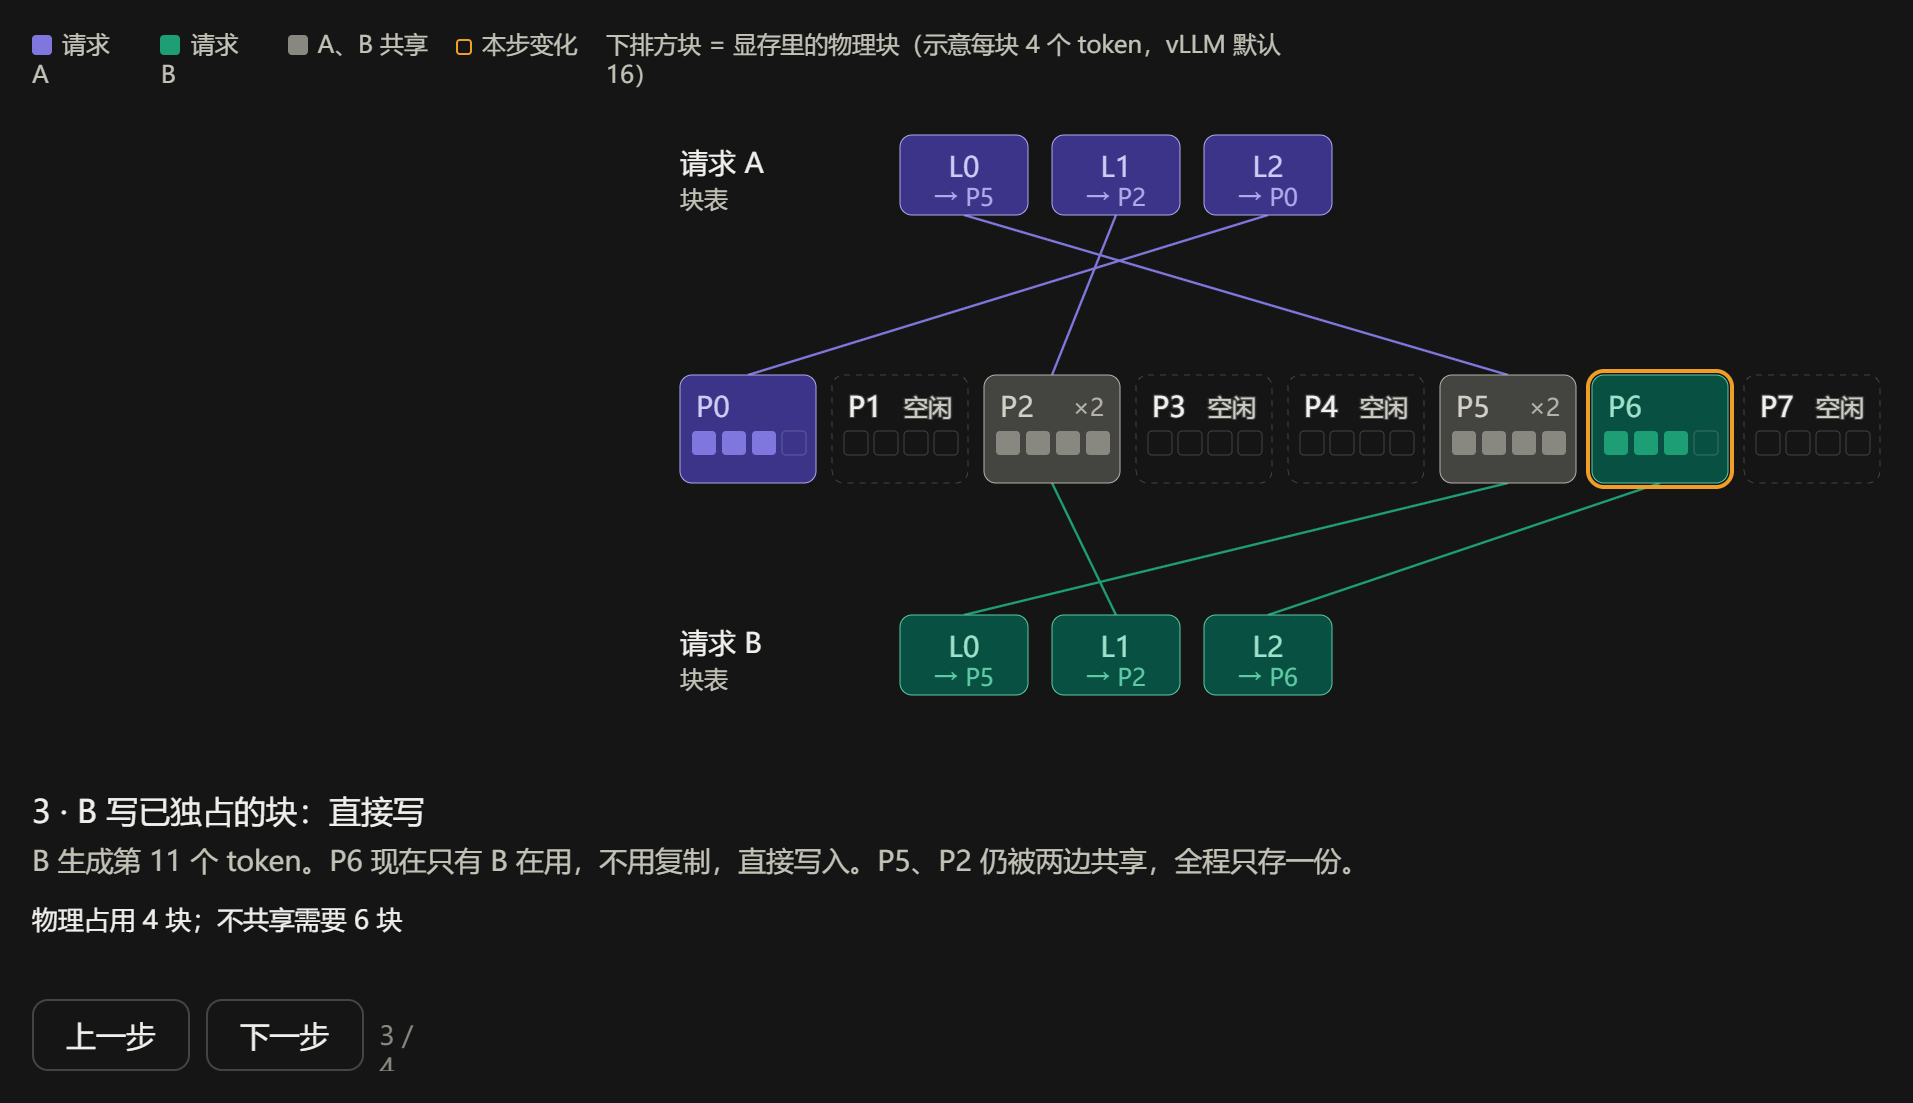 请求 A
请求 B
A、B 共享
本步变化
下排方块 = 显存里的物理块（示意每块 4 个 token，vLLM 默认
16）
请求 A
块表
L0
→ P5
L1
→ P2
L2
→ P0
P0
P1 空闲
P2 ×2
P3 空闲
P4 空闲
P5 ×2
P6
P7 空闲
请求 B
块表
L0
→ P5
L1
→ P2
L2
→ P6
3 · B 写已独占的块：直接写
B 生成第 11 个 token。P6 现在只有 B 在用，不用复制，直接写入。P5、P2 仍被两边共享，全程只存一份。
物理占用 4 块；不共享需要 6 块
上一步
下一步
3 /
4